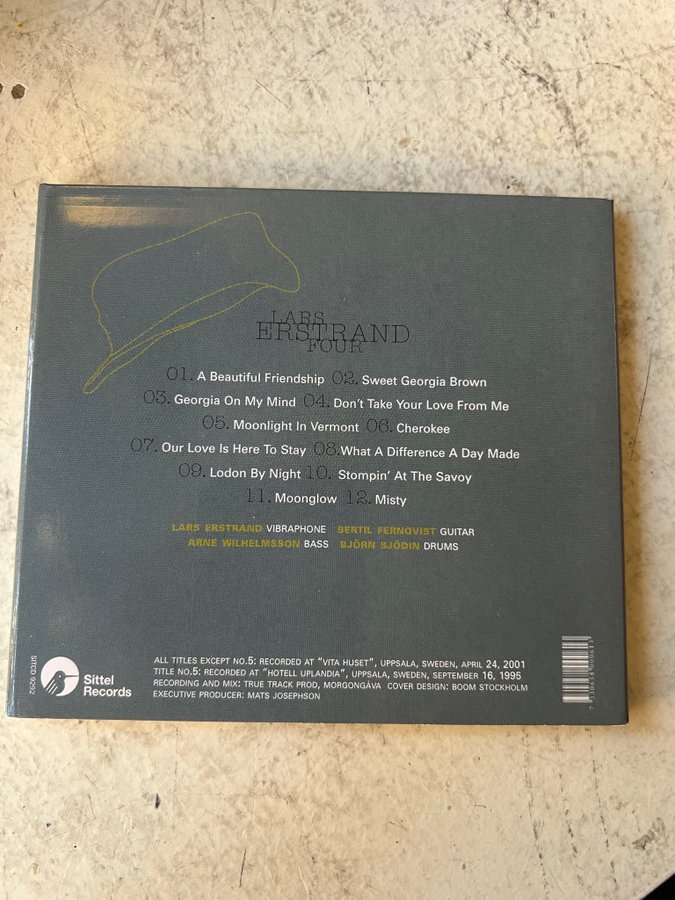 LARS
ERSTRAND
FOUR
01. A Beautiful Friendship 02. Sweet Georgia Brown
03. Georgia On My Mind 04. Don't Take Your Love From Me
05. Moonlight In Vermont 06. Cherokee
07. Our Love Is Here To Stay 08. What A Difference A Day Made
09. Lodon By Night 10. Stompin' At The Savoy
11. Moonglow 12. Misty
LARS ERSTRAND VIBRAPHONE BERTIL FERNQVIST GUITAR
ARNE WILHELMSSON BASS BJÖRN SJÖDIN DRUMS
ALL TITLES EXCEPT NO.5: RECORDED AT "VITA HUSET", UPPSALA, SWEDEN, APRIL 24, 2001
TITLE NO.5: RECORDED AT "HOTELL UPLANDIA", UPPSALA, SWEDEN, SEPTEMBER 16, 1995
RECORDING AND MIX: TRUE TRACK PROD, MORGONGÅVA COVER DESIGN: BOOM STOCKHOLM
EXECUTIVE PRODUCER: MATS JOSEPHSON
SITCD 9292
Sittel
Records